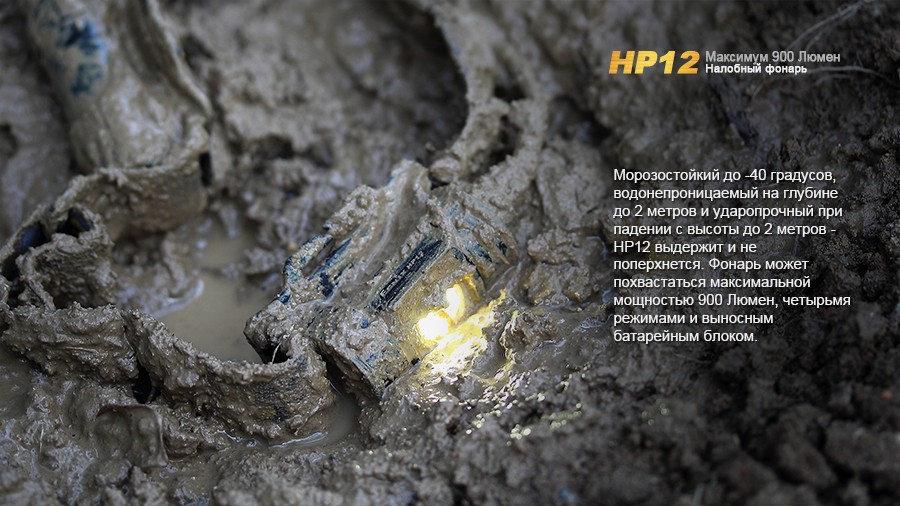 HP12 Максимум 900 Люмен
Налобный фонарь
Морозостойкий до -40 градусов,
водонепроницаемый на глубине
до 2 метров и ударопрочный при
падении с высоты до 2 метров -
HP12 выдержит и не
поперхнется. Фонарь может
похвастаться максимальной
мощностью 900 Люмен, четырьмя
режимами и выносным
батарейным блоком.